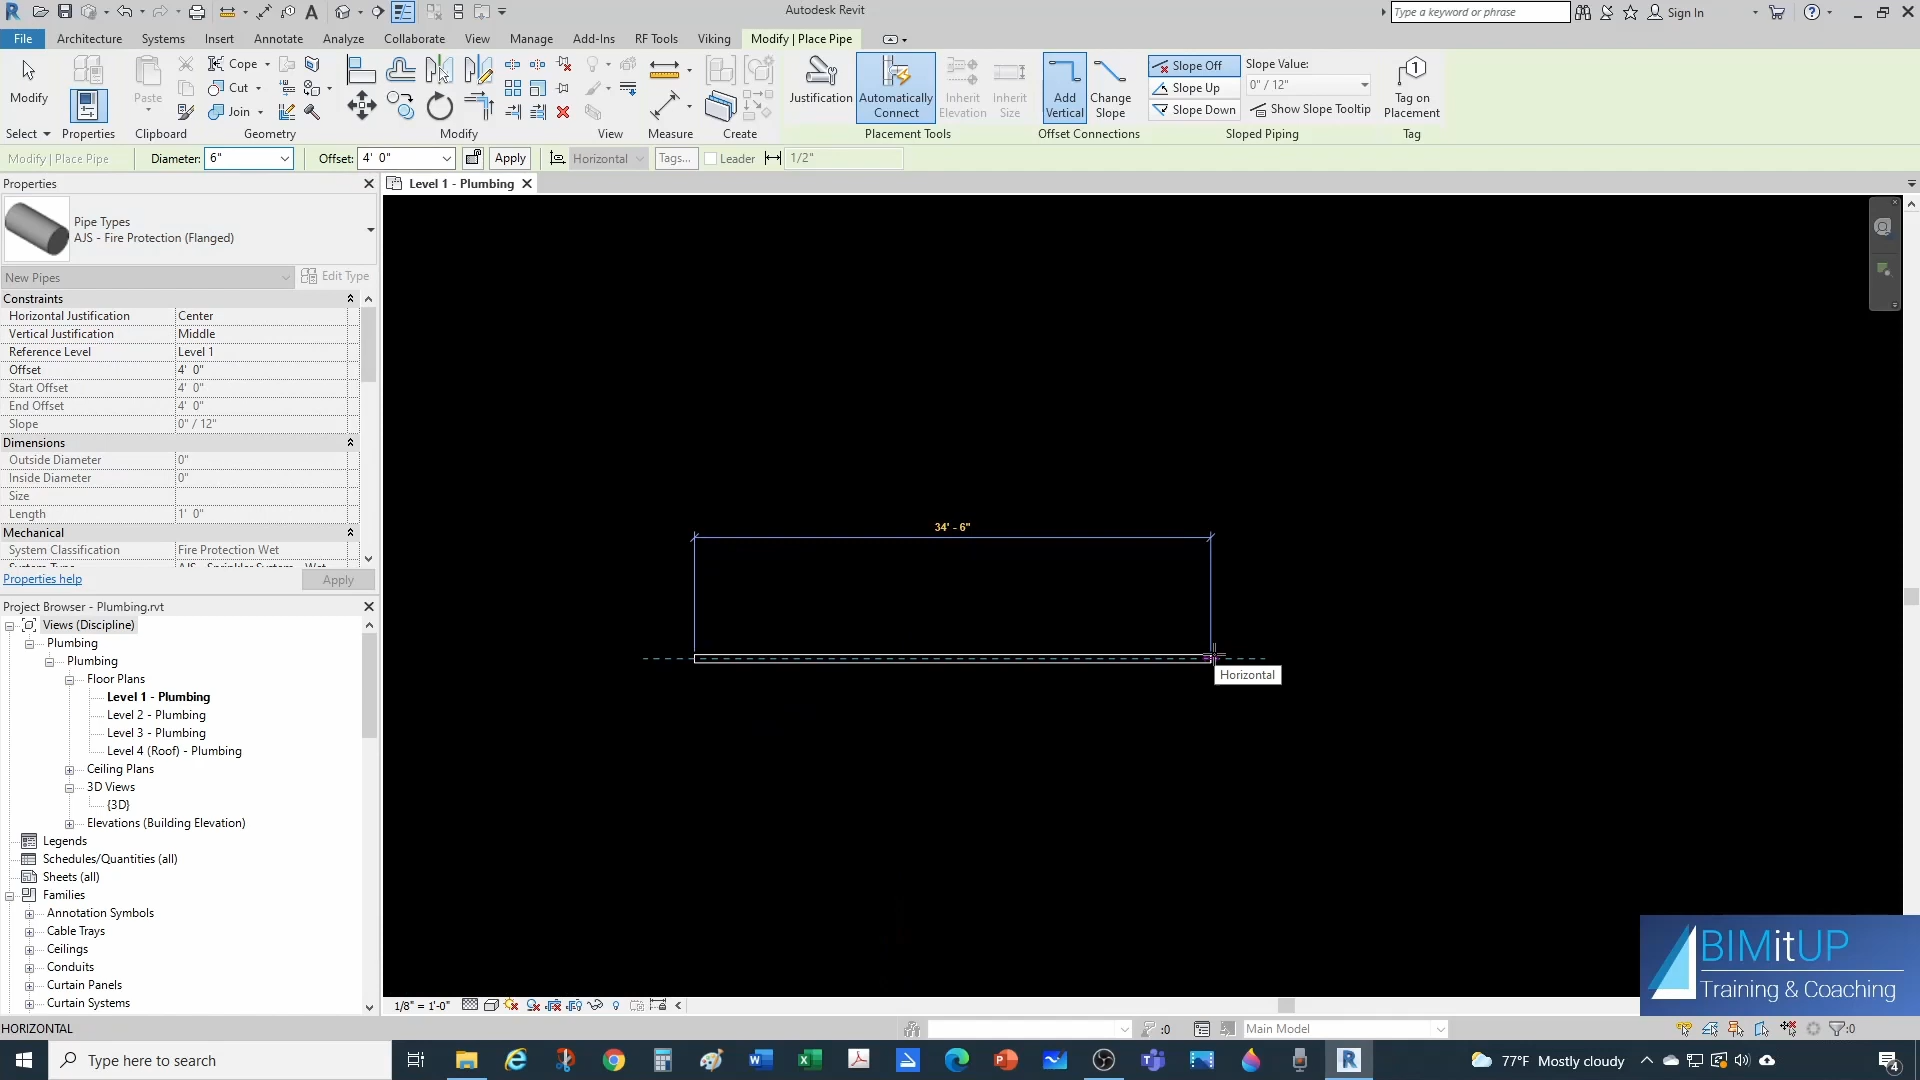 Autodesk Revit
Type a keyword or phrase
Sign In
File
Architecture
Systems
Insert
Annotate
Analyze
Collaborate
View
Manage
Add-Ins
RF Tools
Viking
Modify | Place Pipe
Modify
Paste
Cope
Cut
Join
Justification
Automatically
Connect
Inherit
Elevation
Inherit
Size
Add
Vertical
Change
Slope
Slope Off
Slope Up
Slope Down
Slope Value:
0" / 12"
Show Slope Tooltip
Tag on
Placement
Select
Properties
Clipboard
Geometry
Modify
View
Measure
Create
Placement Tools
Offset Connections
Sloped Piping
Tag
Modify | Place Pipe
Diameter: 6"
Offset: 4' 0"
Apply
Horizontal
Tags...
Leader
1/2"
Properties
Level 1 - Plumbing
Pipe Types
AJS - Fire Protection (Flanged)
New Pipes
Edit Type
Constraints
Horizontal Justification Center
Vertical Justification Middle
Reference Level Level 1
Offset 4' 0"
Start Offset 4' 0"
End Offset 4' 0"
Slope 0" / 12"
Dimensions
Outside Diameter 0"
Inside Diameter 0"
Size
Length 1' 0"
Mechanical
System Classification Fire Protection Wet
System Type AJS - Sprinkler System - Wet
Properties help
Apply
34' - 6"
Horizontal
Project Browser - Plumbing.rvt
Views (Discipline)
Plumbing
Plumbing
Floor Plans
Level 1 - Plumbing
Level 2 - Plumbing
Level 3 - Plumbing
Level 4 (Roof) - Plumbing
Ceiling Plans
3D Views
{3D}
Elevations (Building Elevation)
Legends
Schedules/Quantities (all)
Sheets (all)
Families
Annotation Symbols
Cable Trays
Ceilings
Conduits
Curtain Panels
Curtain Systems
BIMitUP
Training & Coaching
1/8" = 1'-0"
HORIZONTAL
:0
Main Model
:0
Type here to search
77°F Mostly cloudy
4